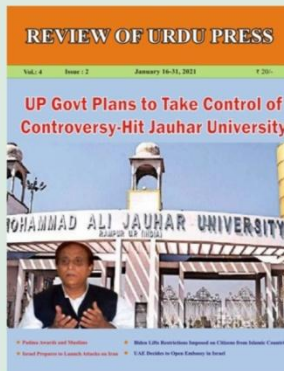 REVIEW OF URDU PRESS
Vol.: 4 Issue : 2 January 16-31, 2021 ₹ 20/-
UP Govt Plans to Take Control of
Controversy-Hit Jauhar University
MOHAMMAD ALI JAUHAR UNIVERSITY
RAMPUR UP (INDIA)
Padma Awards and Muslims
Biden Lifts Restrictions Imposed on Citizens from Islamic Countries
Israel Prepares to Launch Attacks on Iran
UAE Decides to Open Embassy in Israel